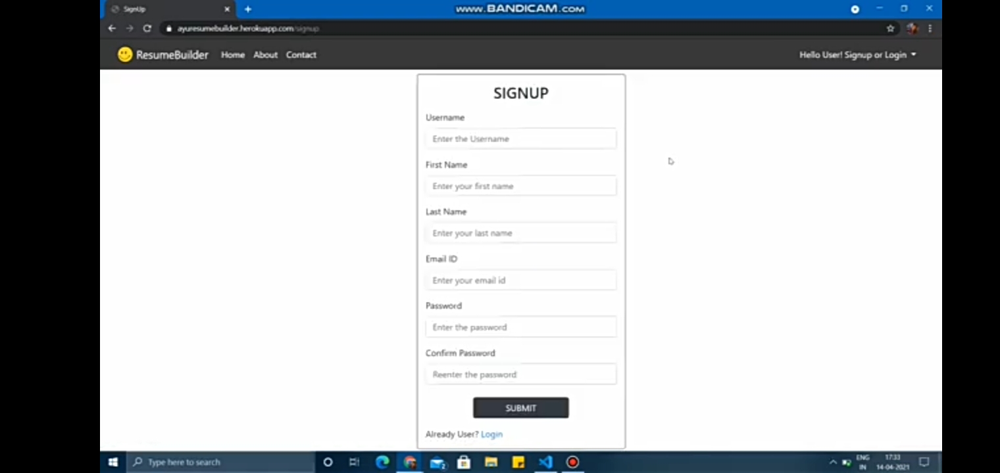 SignUp
www.BANDICAM.com
ayuresumebuilder.herokuapp.com/signup
ResumeBuilder Home About Contact Hello User! Signup or Login
SIGNUP
Username
Enter the Username
First Name
Enter your first name
Last Name
Enter your last name
Email ID
Enter your email id
Password
Enter the password
Confirm Password
Reenter the password
SUBMIT
Already User? Login
Type here to search
ENG
IN
17:33
14-04-2021